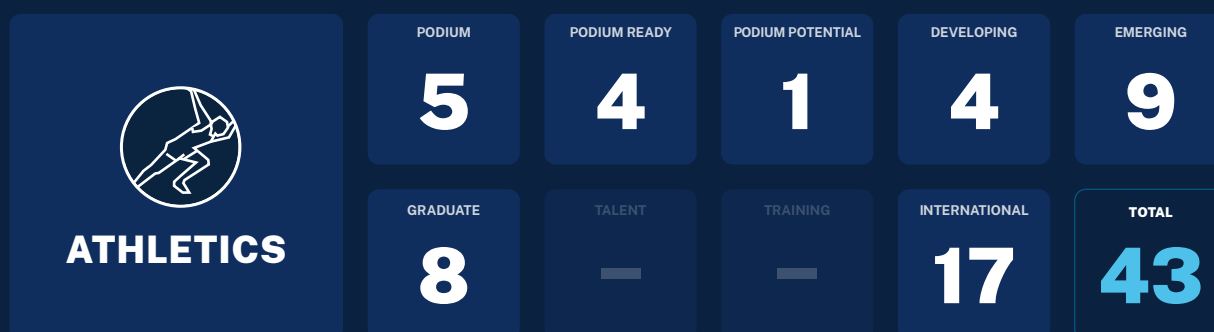 PODIUM
5
PODIUM READY
4
PODIUM POTENTIAL
1
DEVELOPING
4
EMERGING
9
ATHLETICS
GRADUATE
8
TALENT
–
TRAINING
–
INTERNATIONAL
17
TOTAL
43